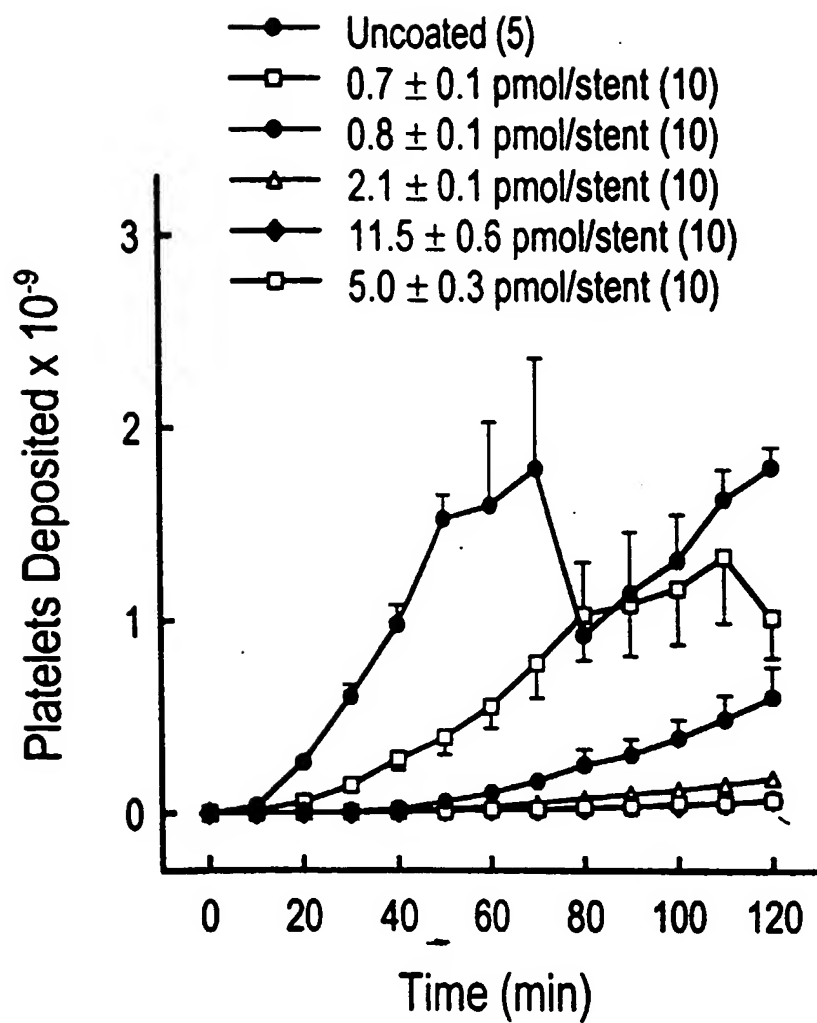 Uncoated (5)
0.7 ± 0.1 pmol/stent (10)
0.8 ± 0.1 pmol/stent (10)
2.1 ± 0.1 pmol/stent (10)
11.5 ± 0.6 pmol/stent (10)
5.0 ± 0.3 pmol/stent (10)
Platelets Deposited x 10⁻⁹
3
2
1
0
0 20 40 60 80 100 120
Time (min)